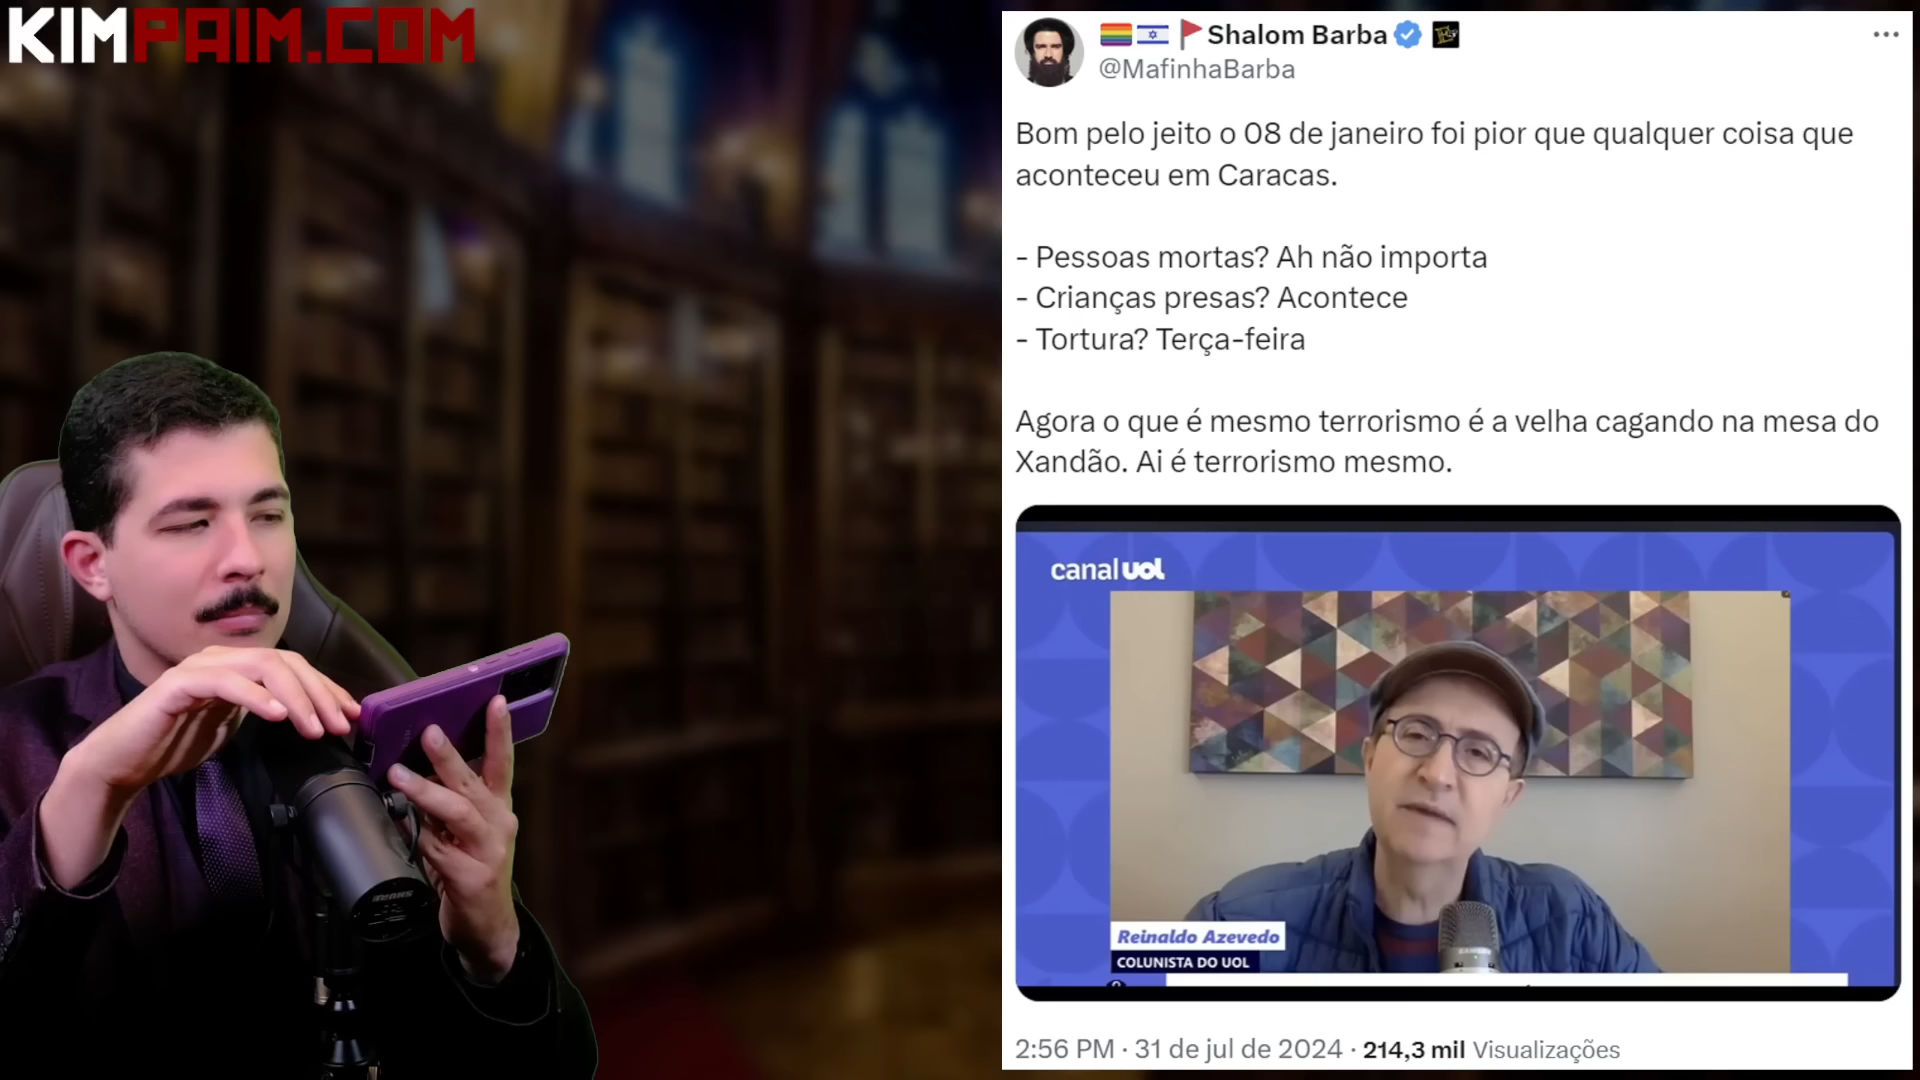 KIMPAIM.COM
Shalom Barba
@MafinhaBarba
Bom pelo jeito o 08 de janeiro foi pior que qualquer coisa que
aconteceu em Caracas.
- Pessoas mortas? Ah não importa
- Crianças presas? Acontece
- Tortura? Terça-feira
Agora o que é mesmo terrorismo é a velha cagando na mesa do
Xandão. Ai é terrorismo mesmo.
canal uol
Reinaldo Azevedo
COLUNISTA DO UOL
2:56 PM · 31 de jul de 2024 · 214,3 mil Visualizações
SHURE